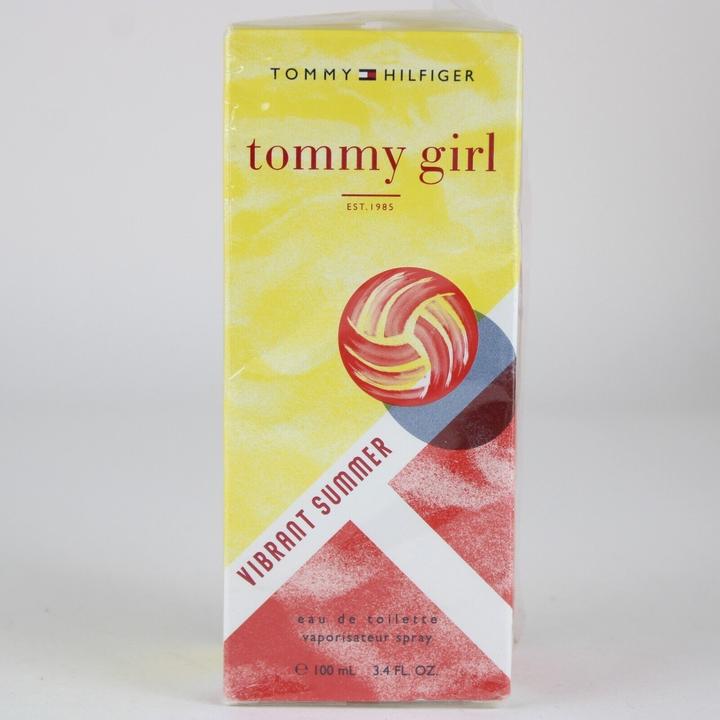 TOMMY HILFIGER
tommy girl
EST. 1985
VIBRANT SUMMER
eau de toilette
vaporisateur spray
℮ 100 mL 3.4 FL. OZ.